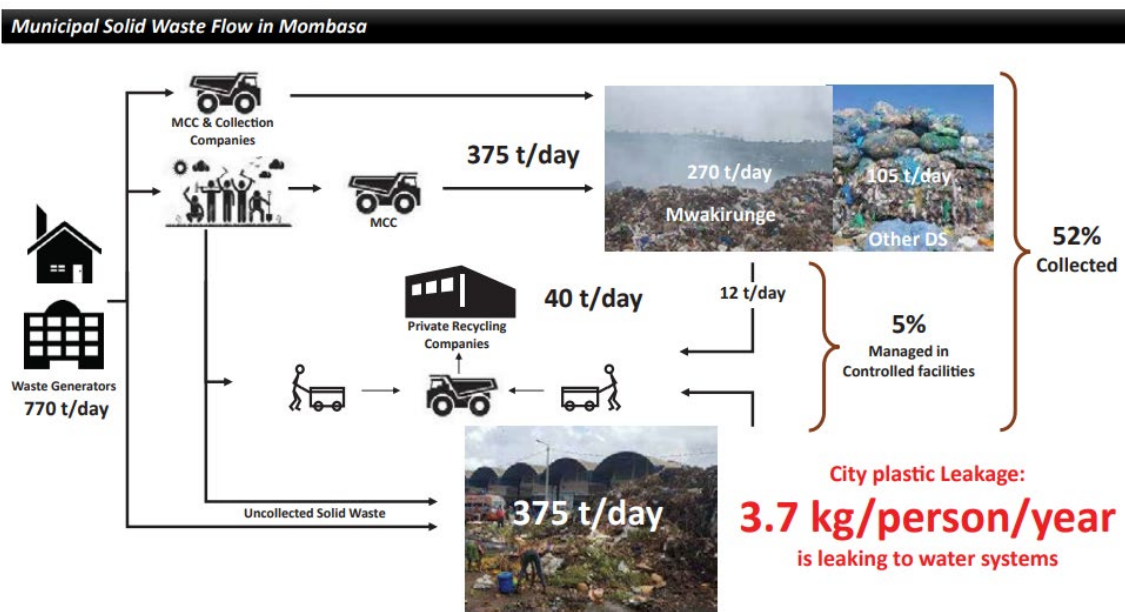 Municipal Solid Waste Flow in Mombasa
MCC & Collection
Companies
375 t/day
MCC
270 t/day
Mwakirunge
105 t/day
Other DS
52%
Collected
Private Recycling
Companies
40 t/day
12 t/day
5%
Managed in
Controlled facilities
Waste Generators
770 t/day
Uncollected Solid Waste
375 t/day
City plastic Leakage:
3.7 kg/person/year
is leaking to water systems